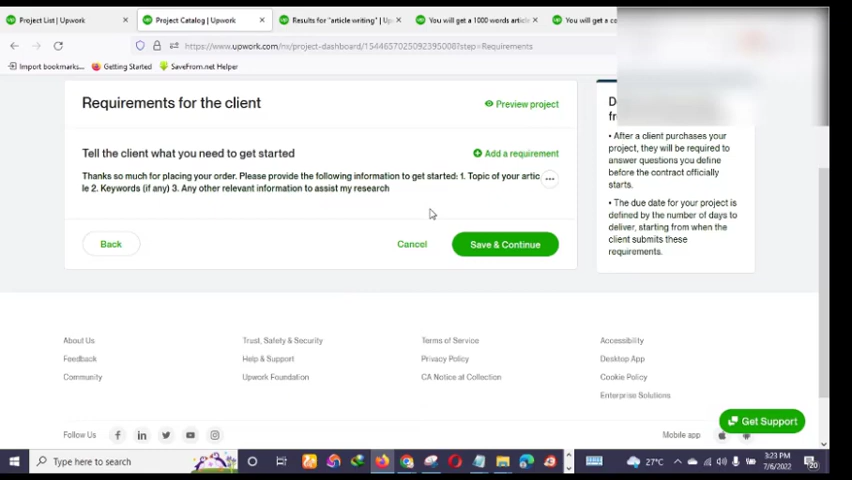 Project List | Upwork
Project Catalog | Upwork
Results for "article writing" | Up
You will get a 1000 words artic
You will get a co
https://www.upwork.com/nx/project-dashboard/1544657025092395008?step=Requirements
Import bookmarks...
Getting Started
SaveFrom.net Helper
Requirements for the client
Preview project
Tell the client what you need to get started
Add a requirement
Thanks so much for placing your order. Please provide the following information to get started: 1. Topic of your artic
le 2. Keywords (if any) 3. Any other relevant information to assist my research
Back
Cancel
Save & Continue
• After a client purchases your
project, they will be required to
answer questions you define
before the contract officially
starts.
• The due date for your project is
defined by the number of days to
deliver, starting from when the
client submits these
requirements.
About Us
Trust, Safety & Security
Terms of Service
Accessibility
Feedback
Help & Support
Privacy Policy
Desktop App
Community
Upwork Foundation
CA Notice at Collection
Cookie Policy
Enterprise Solutions
Get Support
Follow Us
Mobile app
Type here to search
27°C
3:23 PM
7/6/2022
20